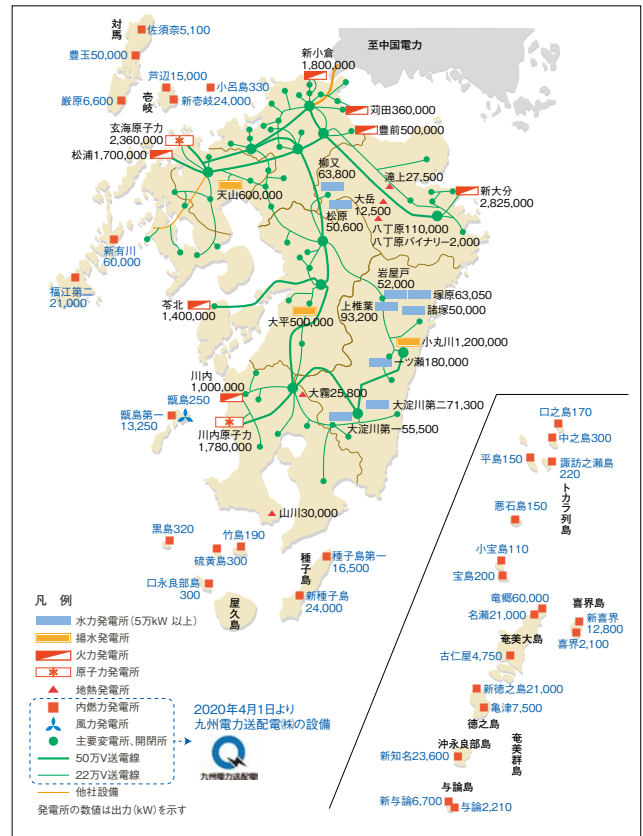 対馬
佐須奈5,100
豊玉50,000
厳原6,600
芦辺15,000
壱岐
新壱岐24,000
小呂島330
新小倉
1,800,000
至中国電力
苅田360,000
豊前500,000
玄海原子力
2,360,000
松浦1,700,000
天山600,000
柳又
63,800
松原
50,600
滝上27,500
大岳
12,500
八丁原110,000
八丁原バイナリー2,000
新大分
2,825,000
新有川
60,000
福江第二
21,000
苓北
1,400,000
大平500,000
岩屋戸
52,000
上椎葉
93,200
塚原63,050
諸塚50,000
小丸川1,200,000
一ツ瀬180,000
川内
1,000,000
大霧25,800
大淀川第二71,300
大淀川第一55,500
川内原子力
1,780,000
甑島250
甑島第一
13,250
山川30,000
黒島320
竹島190
硫黄島300
口永良部島
300
屋久島
種子島
種子島第一
16,500
新種子島
24,000
口之島170
中之島300
平島150
諏訪之瀬島
220
トカラ列島
悪石島150
小宝島110
宝島200
竜郷60,000
名瀬21,000
奄美大島
古仁屋4,750
喜界島
新喜界
12,800
喜界2,100
新徳之島21,000
亀津7,500
徳之島
沖永良部島
新知名23,600
奄美群島
与論島
新与論6,700
与論2,210
凡 例
水力発電所(5万kW 以上)
揚水発電所
火力発電所
原子力発電所
地熱発電所
内燃力発電所
風力発電所
主要変電所、開閉所
50万V送電線
22万V送電線
他社設備
発電所の数値は出力(kW)を示す
2020年4月1日より
九州電力送配電㈱の設備
九州電力送配電